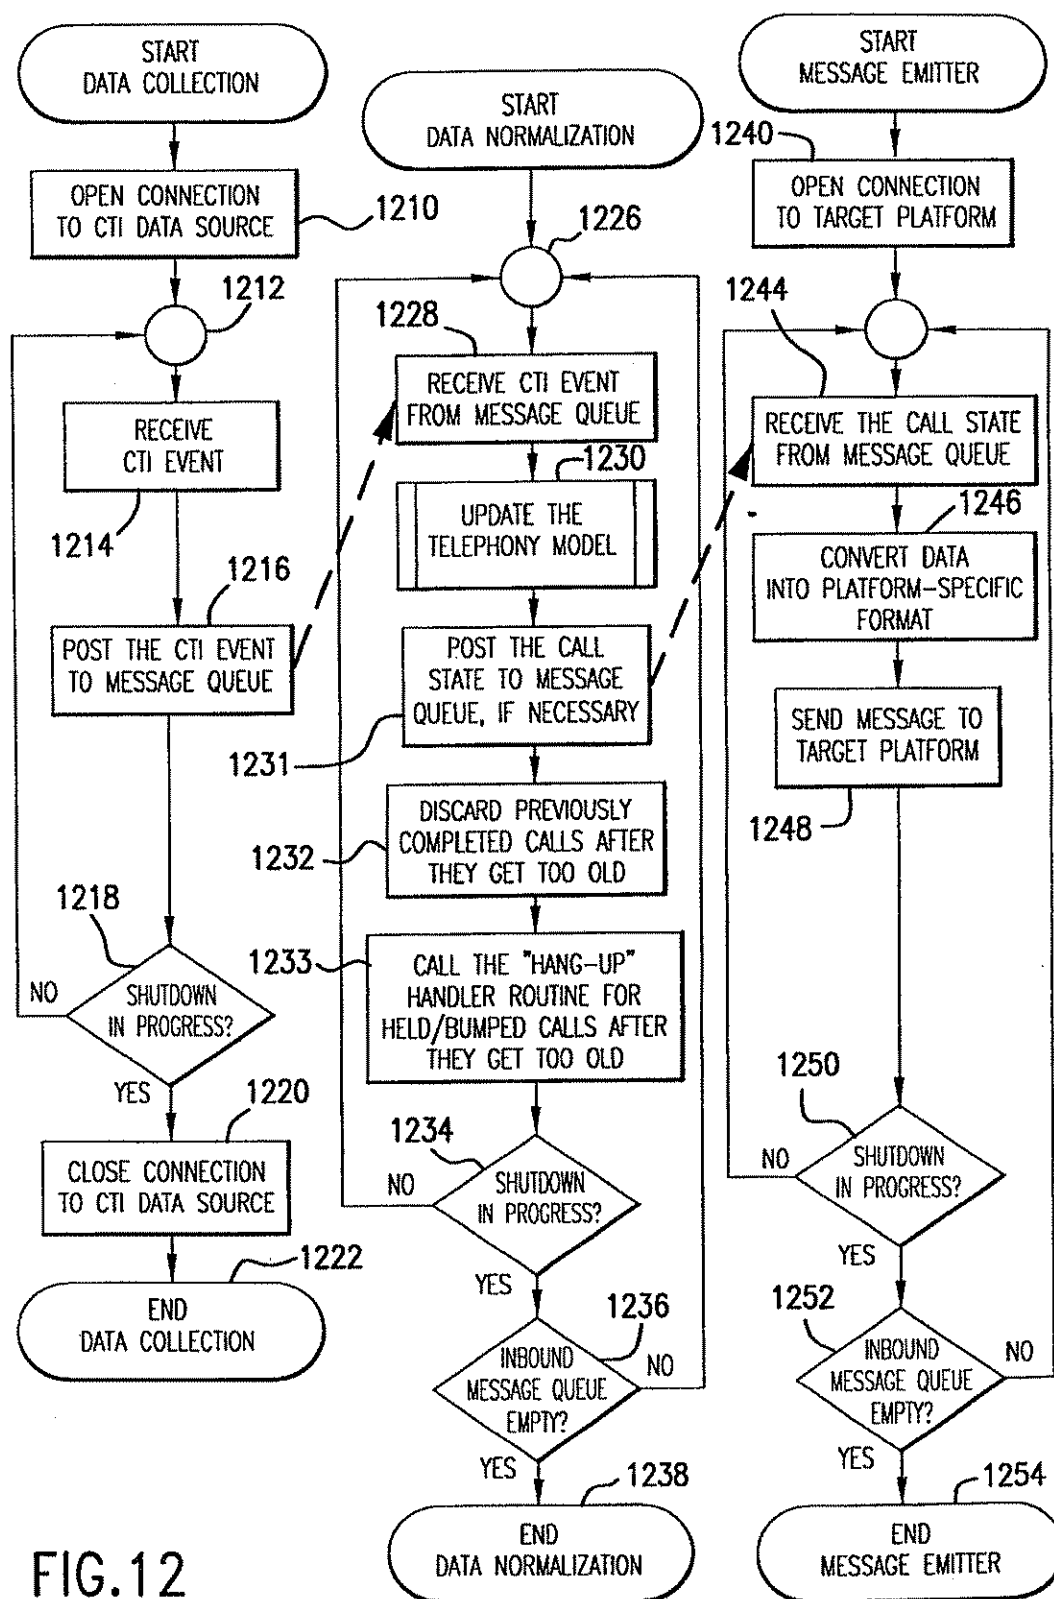 START
DATA COLLECTION
OPEN CONNECTION
TO CTI DATA SOURCE
1210
1212
RECEIVE
CTI EVENT
1214
1216
POST THE CTI EVENT
TO MESSAGE QUEUE
1218
NO
SHUTDOWN
IN PROGRESS?
YES
1220
CLOSE CONNECTION
TO CTI DATA SOURCE
1222
END
DATA COLLECTION
START
DATA NORMALIZATION
1226
1228
RECEIVE CTI EVENT
FROM MESSAGE QUEUE
1230
UPDATE THE
TELEPHONY MODEL
POST THE CALL
STATE TO MESSAGE
QUEUE, IF NECESSARY
1231
DISCARD PREVIOUSLY
COMPLETED CALLS AFTER
THEY GET TOO OLD
1232
1233
CALL THE "HANG-UP"
HANDLER ROUTINE FOR
HELD/BUMPED CALLS AFTER
THEY GET TOO OLD
1234
NO
SHUTDOWN
IN PROGRESS?
YES
1236
INBOUND
MESSAGE QUEUE
EMPTY?
NO
YES
1238
END
DATA NORMALIZATION
START
MESSAGE EMITTER
1240
OPEN CONNECTION
TO TARGET PLATFORM
1244
RECEIVE THE CALL STATE
FROM MESSAGE QUEUE
1246
CONVERT DATA
INTO PLATFORM-SPECIFIC
FORMAT
SEND MESSAGE TO
TARGET PLATFORM
1248
1250
NO
SHUTDOWN
IN PROGRESS?
YES
1252
INBOUND
MESSAGE QUEUE
EMPTY?
NO
YES
1254
END
MESSAGE EMITTER
FIG.12